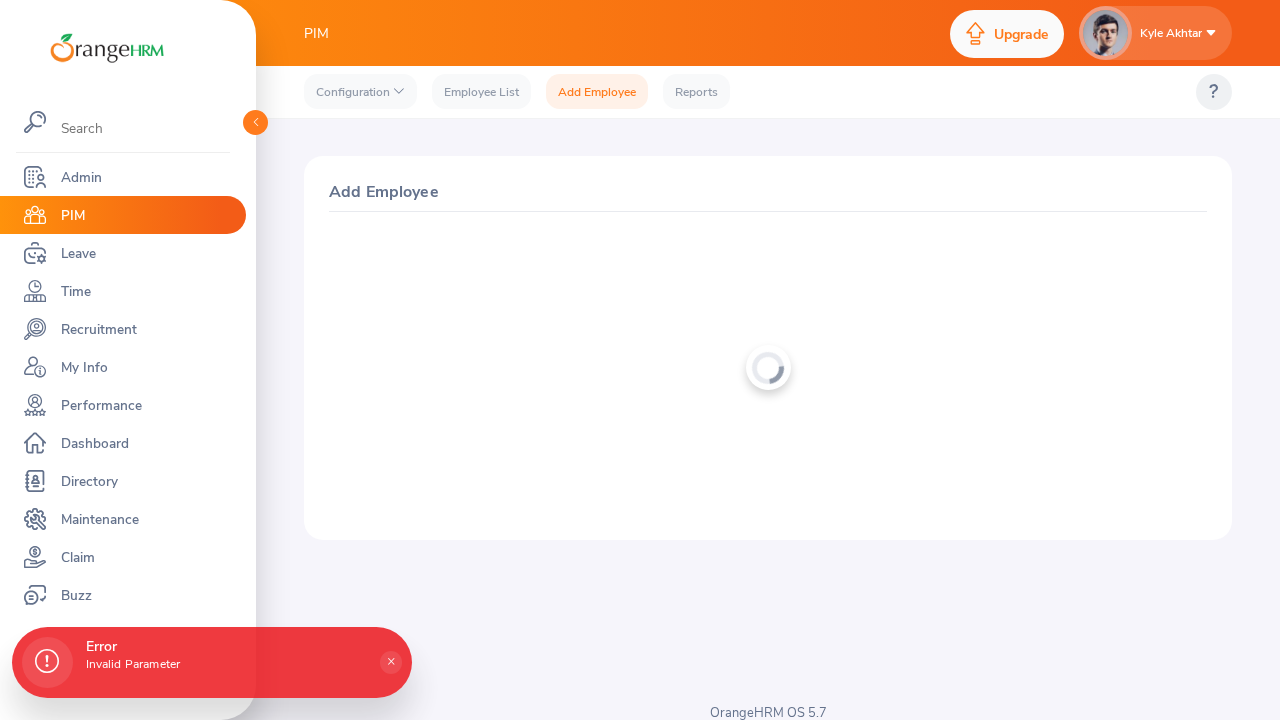 OrangeHRM
PIM
Upgrade
Kyle Akhtar
Configuration
Employee List
Add Employee
Reports
?
Search
Admin
PIM
Leave
Time
Recruitment
My Info
Performance
Dashboard
Directory
Maintenance
Claim
Buzz
Add Employee
Error
Invalid Parameter
OrangeHRM OS 5.7